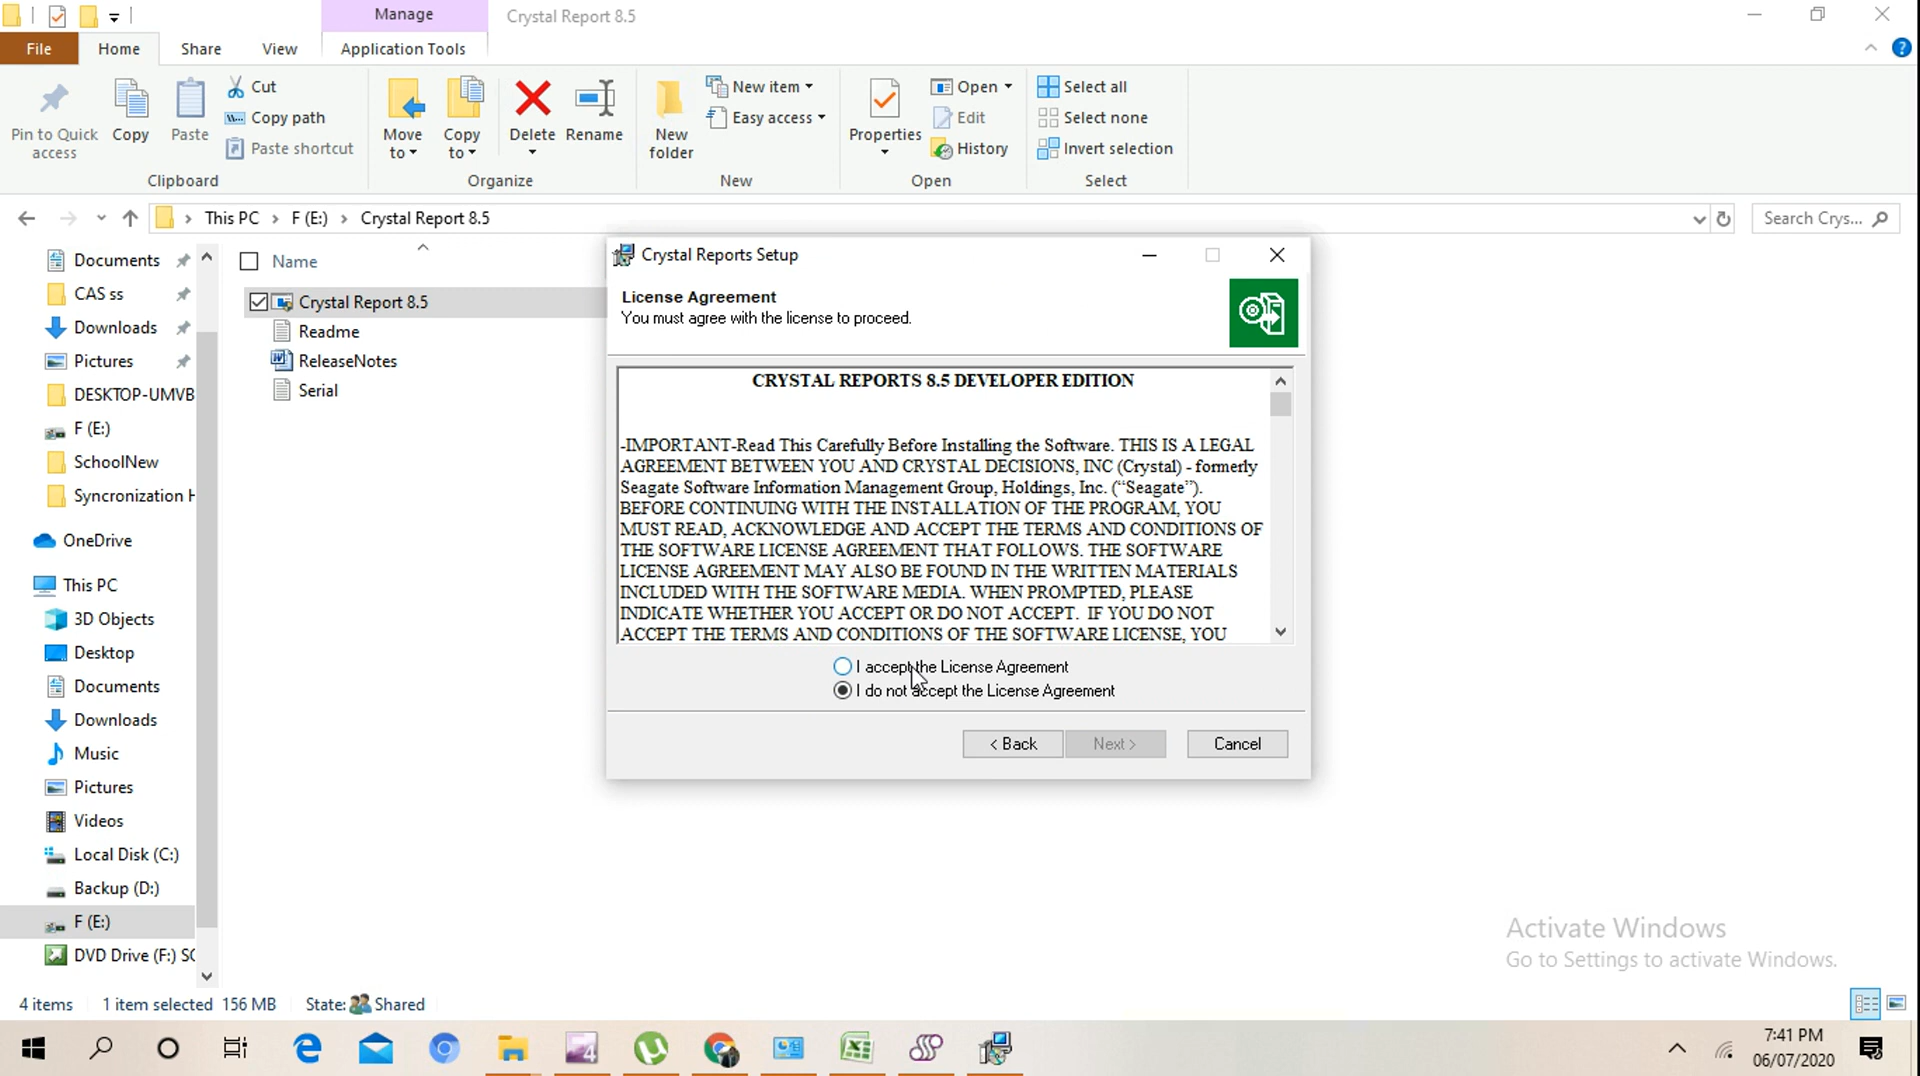 Manage
Crystal Report 8.5
File
Home
Share
View
Application Tools
Pin to Quick access
Copy
Paste
Cut
Copy path
Paste shortcut
Clipboard
Move to
Copy to
Delete
Rename
Organize
New folder
New item
Easy access
New
Properties
Open
Edit
History
Open
Select all
Select none
Invert selection
Select
This PC > F (E:) > Crystal Report 8.5
Search Crys...
Documents
CAS ss
Downloads
Pictures
DESKTOP-UMVB
F (E:)
SchoolNew
Syncronization H
OneDrive
This PC
3D Objects
Desktop
Documents
Downloads
Music
Pictures
Videos
Local Disk (C:)
Backup (D:)
F (E:)
DVD Drive (F:) SC
Name
Crystal Report 8.5
Readme
ReleaseNotes
Serial
Crystal Reports Setup
License Agreement
You must agree with the license to proceed.
CRYSTAL REPORTS 8.5 DEVELOPER EDITION
-IMPORTANT-Read This Carefully Before Installing the Software. THIS IS A LEGAL
AGREEMENT BETWEEN YOU AND CRYSTAL DECISIONS, INC (Crystal) - formerly
Seagate Software Information Management Group, Holdings, Inc. (“Seagate”).
BEFORE CONTINUING WITH THE INSTALLATION OF THE PROGRAM, YOU
MUST READ, ACKNOWLEDGE AND ACCEPT THE TERMS AND CONDITIONS OF
THE SOFTWARE LICENSE AGREEMENT THAT FOLLOWS. THE SOFTWARE
LICENSE AGREEMENT MAY ALSO BE FOUND IN THE WRITTEN MATERIALS
INCLUDED WITH THE SOFTWARE MEDIA. WHEN PROMPTED, PLEASE
INDICATE WHETHER YOU ACCEPT OR DO NOT ACCEPT. IF YOU DO NOT
ACCEPT THE TERMS AND CONDITIONS OF THE SOFTWARE LICENSE, YOU
I accept the License Agreement
I do not accept the License Agreement
< Back
Next >
Cancel
Activate Windows
Go to Settings to activate Windows.
4 items
1 item selected 156 MB
State: Shared
7:41 PM
06/07/2020